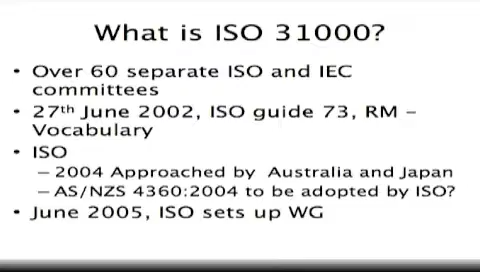 What is ISO 31000?
• Over 60 separate ISO and IEC
committees
• 27th June 2002, ISO guide 73, RM –
Vocabulary
• ISO
– 2004 Approached by Australia and Japan
– AS/NZS 4360:2004 to be adopted by ISO?
• June 2005, ISO sets up WG